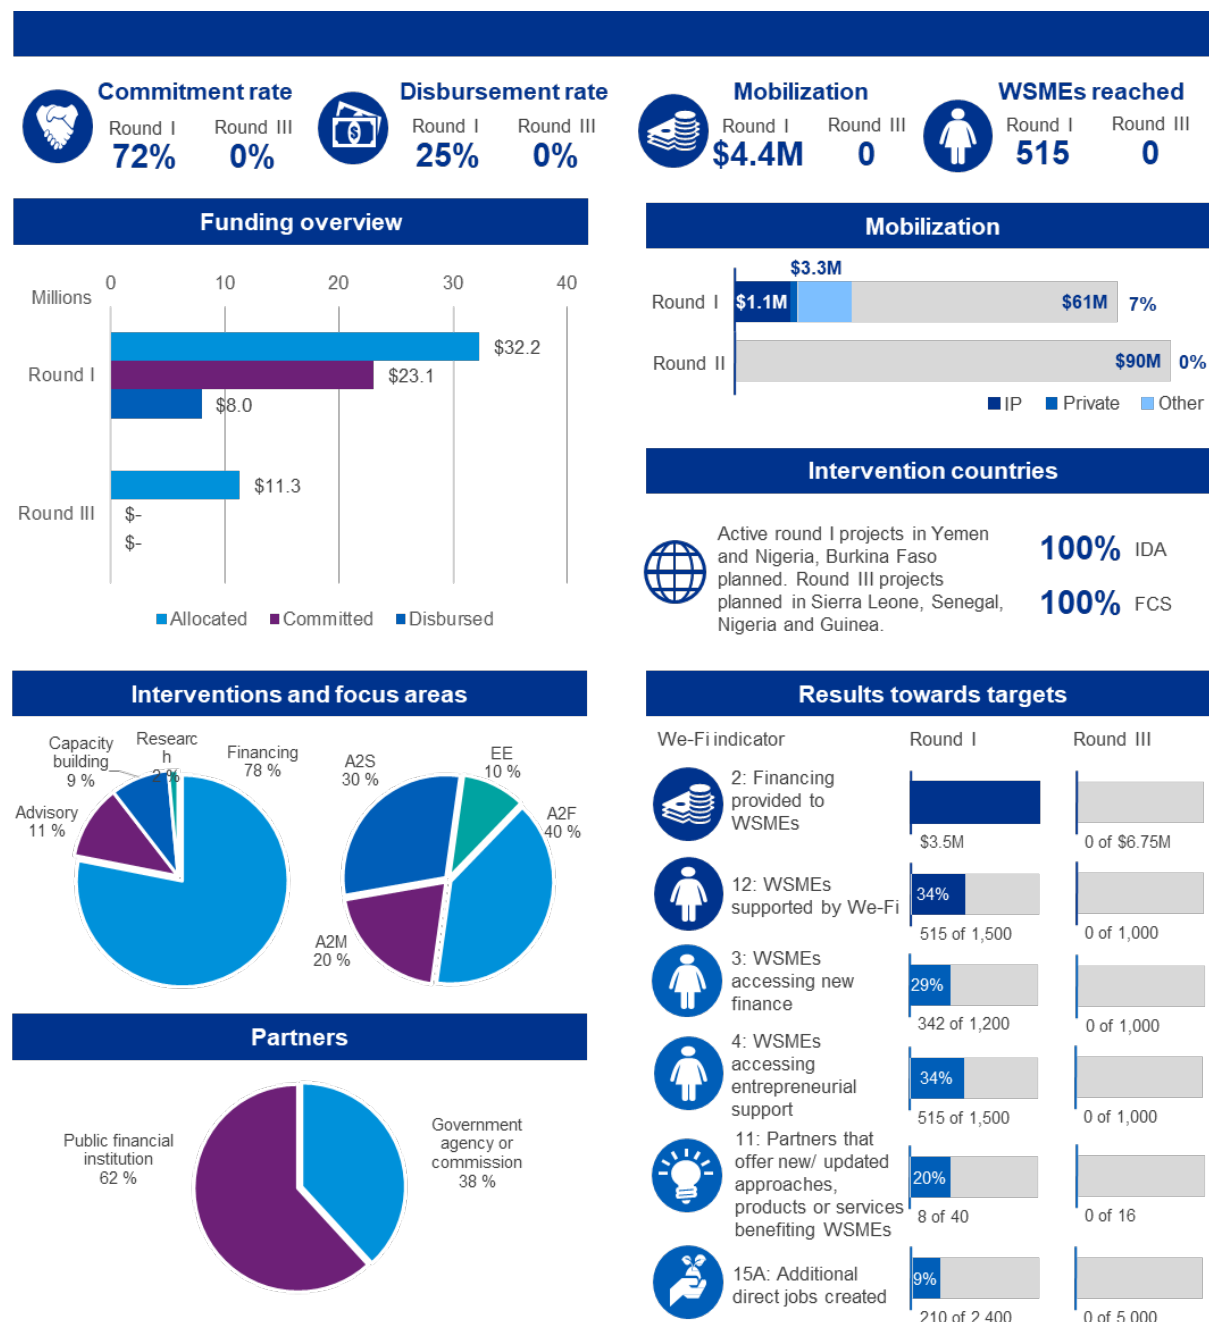 Commitment rate
Round I Round III
72% 0%
Disbursement rate
Round I Round III
25% 0%
Mobilization
Round I Round III
$4.4M 0
WSMEs reached
Round I Round III
515 0
Funding overview
Millions
0 10 20 30 40
Round I
$32.2
$23.1
$8.0
Round III
$11.3
$-
$-
Allocated Committed Disbursed
Mobilization
$3.3M
Round I $1.1M $61M 7%
Round II $90M 0%
IP Private Other
Intervention countries
Active round I projects in Yemen
and Nigeria, Burkina Faso
planned. Round III projects
planned in Sierra Leone, Senegal,
Nigeria and Guinea.
100% IDA
100% FCS
Interventions and focus areas
Capacity
building
9 %
Researc
h
2 %
Financing
78 %
Advisory
11 %
A2S
30 %
EE
10 %
A2F
40 %
A2M
20 %
Partners
Public financial
institution
62 %
Government
agency or
commission
38 %
Results towards targets
We-Fi indicator Round I Round III
2: Financing
provided to
WSMEs
$3.5M
0 of $6.75M
12: WSMEs
supported by We-Fi
34%
515 of 1,500
0 of 1,000
3: WSMEs
accessing new
finance
29%
342 of 1,200
0 of 1,000
4: WSMEs
accessing
entrepreneurial
support
34%
515 of 1,500
0 of 1,000
11: Partners that
offer new/ updated
approaches,
products or services
benefiting WSMEs
20%
8 of 40
0 of 16
15A: Additional
direct jobs created
9%
210 of 2,400
0 of 5,000